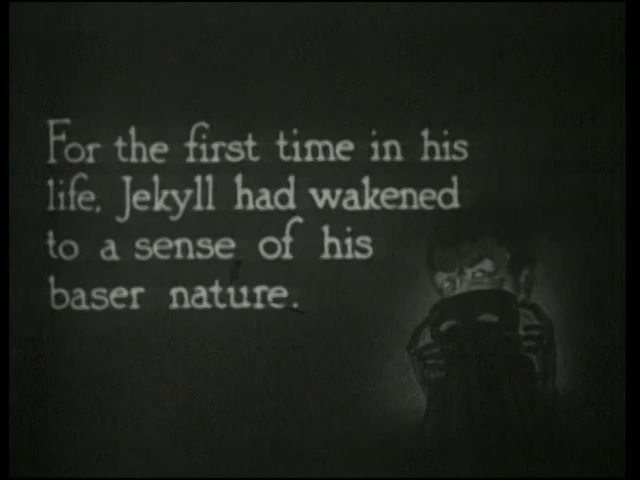 For the first time in his
life, Jekyll had wakened
to a sense of his
baser nature.